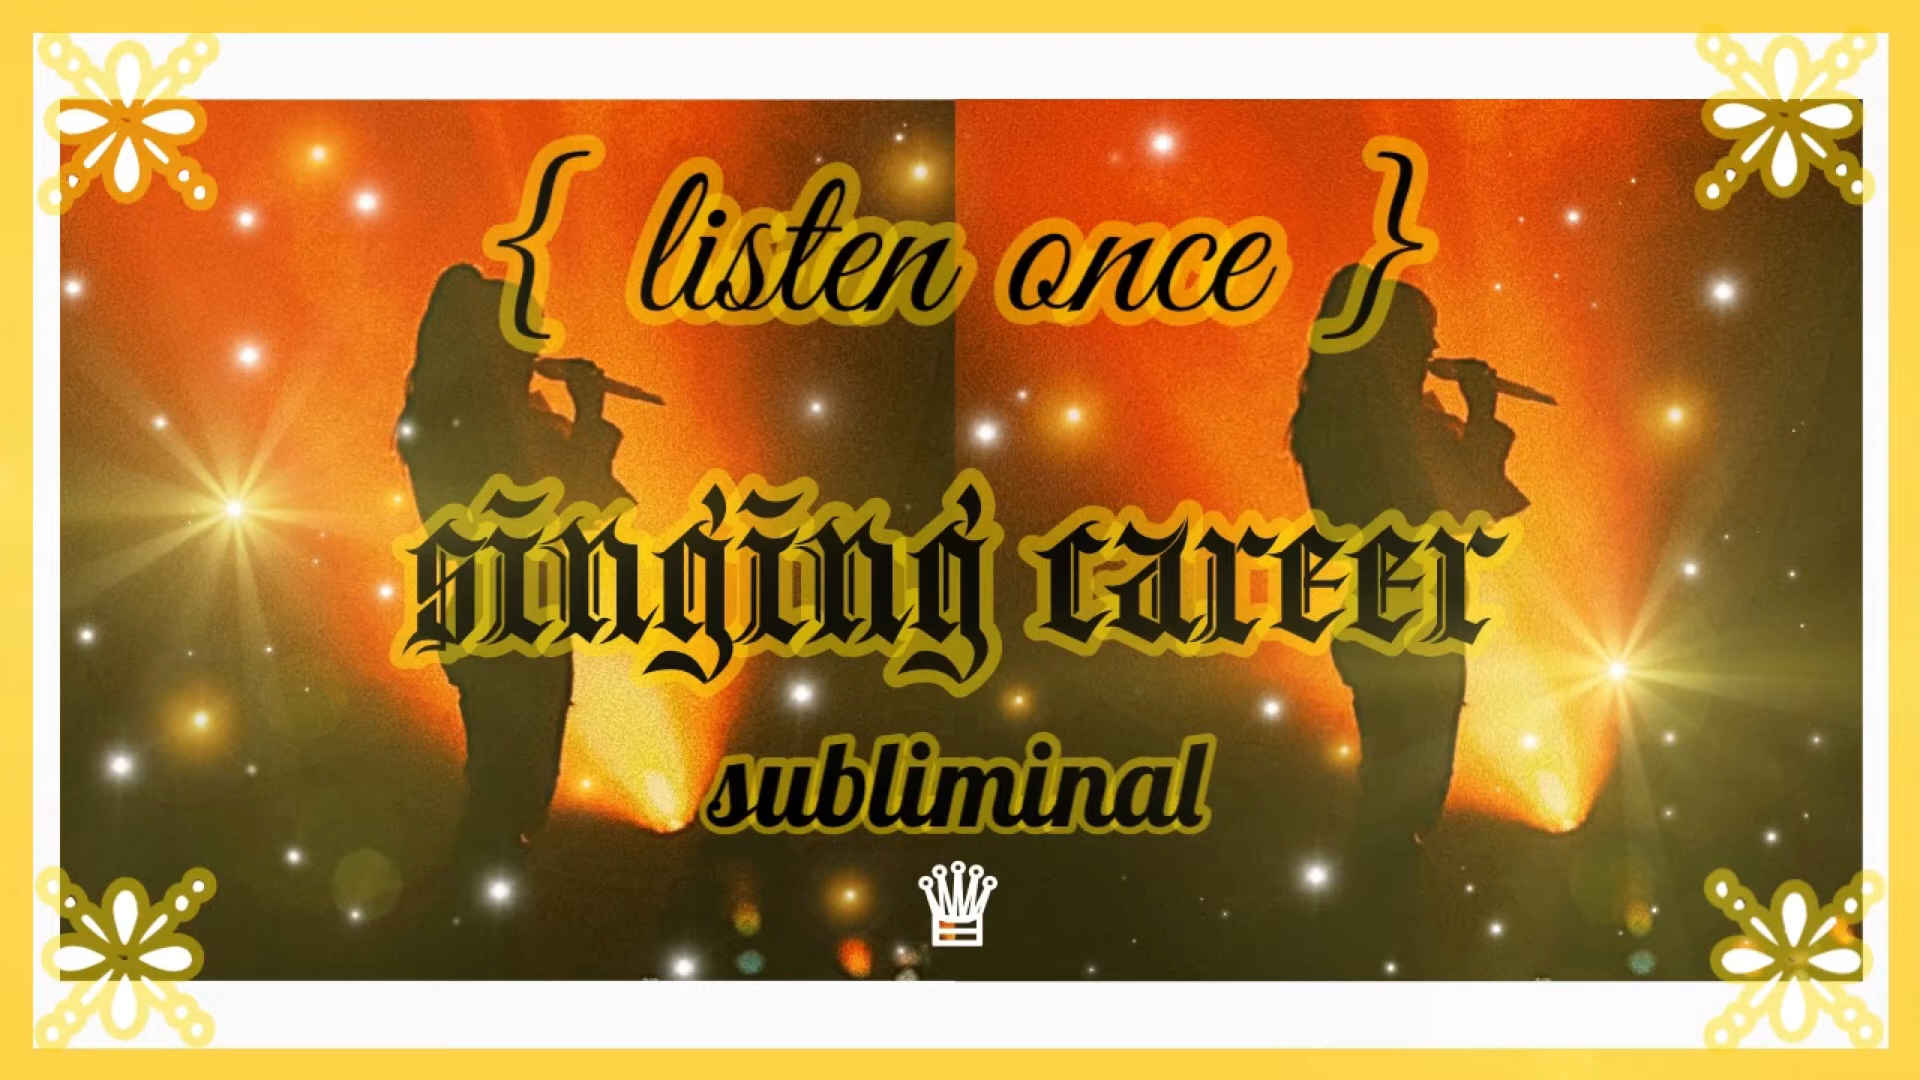 { listen once }
singing career
subliminal